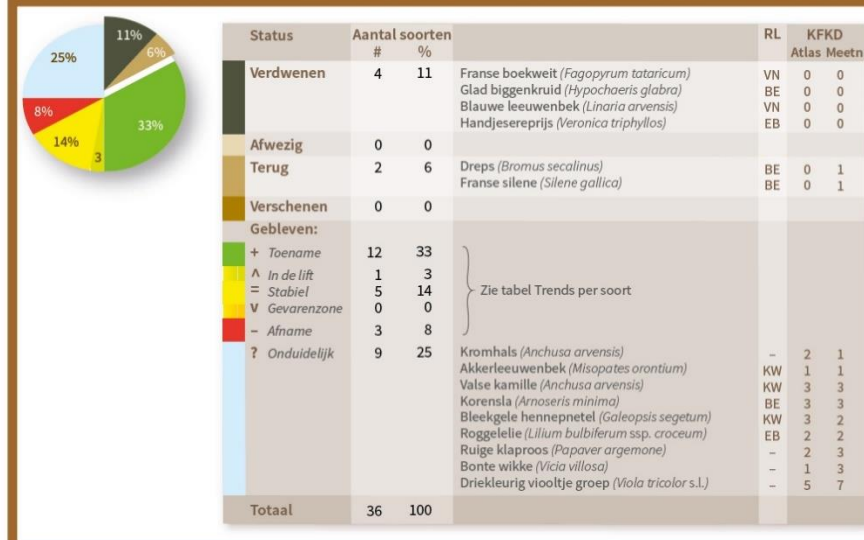 11%
6%
25%
8%
33%
14%
3
Status Aantal soorten RL KFKD
# % Atlas Meetn
Verdwenen 4 11 Franse boekweit (Fagopyrum tataricum) VN 0 0
Glad biggenkruid (Hypochaeris glabra) BE 0 0
Blauwe leeuwenbek (Linaria arvensis) VN 0 0
Handjesereprijs (Veronica triphyllos) EB 0 0
Afwezig 0 0
Terug 2 6 Dreps (Bromus secalinus) BE 0 1
Franse silene (Silene gallica) BE 0 1
Verschenen 0 0
Gebleven:
+ Toename 12 33
^ In de lift 1 3
= Stabiel 5 14 Zie tabel Trends per soort
v Gevarenzone 0 0
– Afname 3 8
? Onduidelijk 9 25 Kromhals (Anchusa arvensis) – 2 1
Akkerleeuwenbek (Misopates orontium) KW 1 1
Valse kamille (Anchusa arvensis) KW 3 3
Korensla (Arnoseris minima) BE 3 3
Bleekgele hennepnetel (Galeopsis segetum) KW 3 2
Roggelelie (Lilium bulbiferum ssp. croceum) EB 2 2
Ruige klaproos (Papaver argemone) – 2 3
Bonte wikke (Vicia villosa) – 1 3
Driekleurig viooltje groep (Viola tricolor s.l.) – 5 7
Totaal 36 100